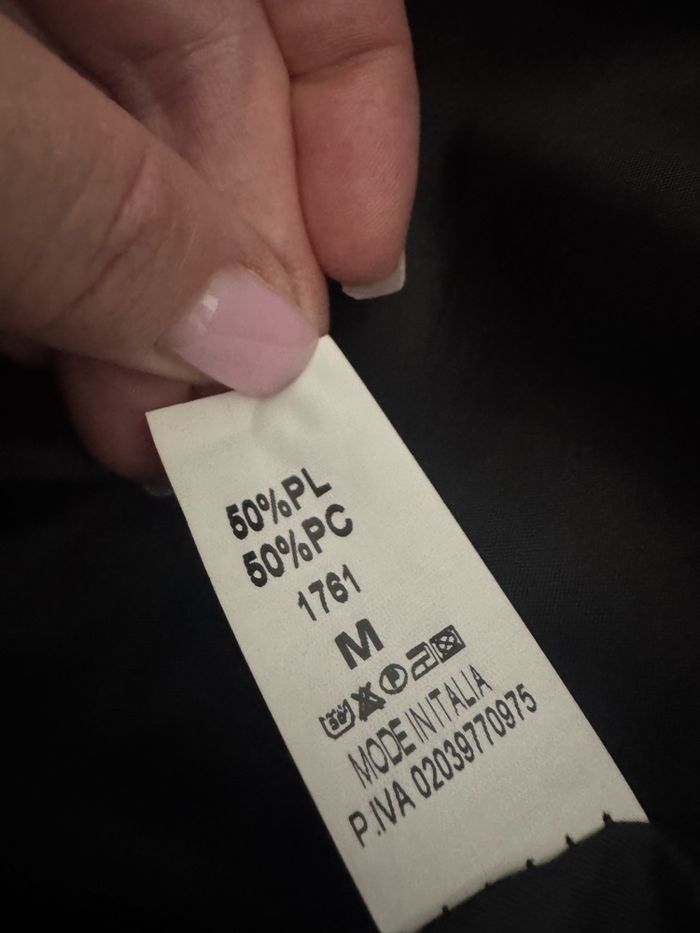 50%PL
50%PC
1761
M
MODE IN ITALIA
P.IVA 02039770975